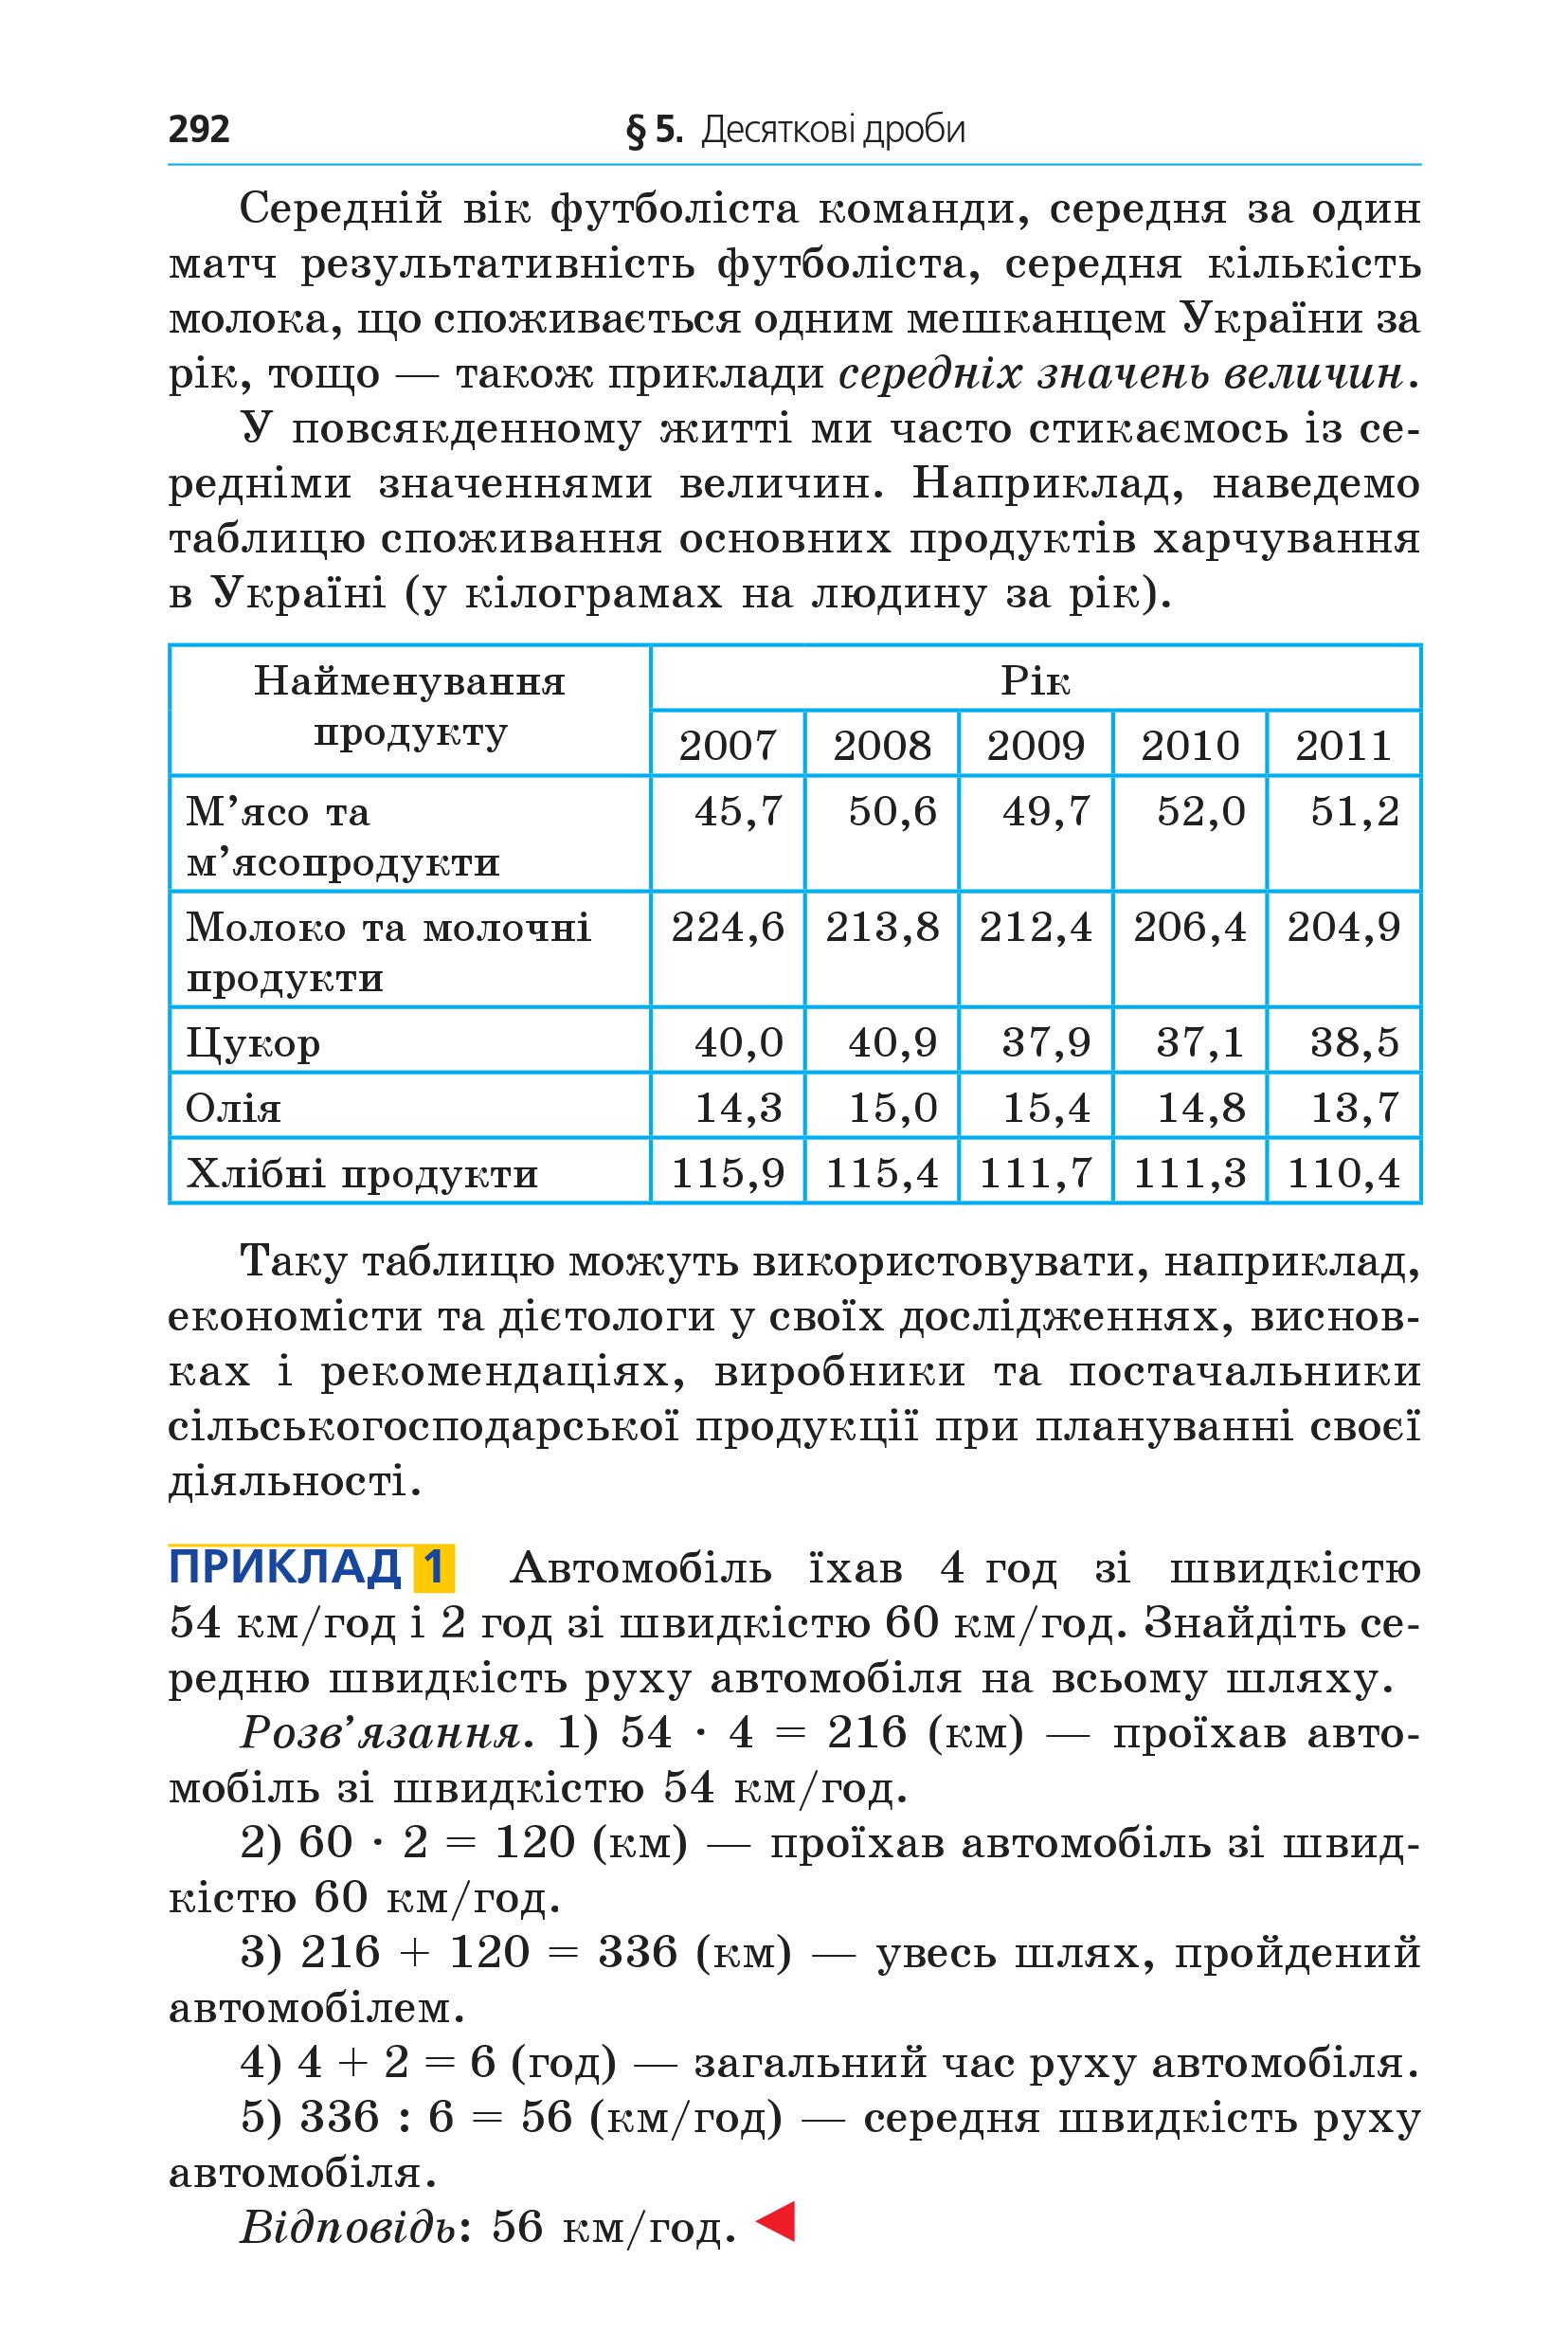 292
§ 5. Десяткові дроби
Середній вік футболіста команди, середня за один
матч результативність футболіста, середня кількість
молока, що споживається одним мешканцем України за
рік, тощо — також приклади середніх значень величин.
У повсякденному житті ми часто стикаємось із се-
редніми значеннями величин. Наприклад, наведемо
таблицю споживання основних продуктів харчування
в Україні (у кілограмах на людину за рік).
Найменування
продукту
Рік
2007 2008 2009 2010 2011
М’ясо та
м’ясопродукти
45,7 50,6 49,7 52,0 51,2
Молоко та молочні
продукти
224,6 213,8 212,4 206,4 204,9
Цукор 40,0 40,9 37,9 37,1 38,5
Олія 14,3 15,0 15,4 14,8 13,7
Хлібні продукти 115,9 115,4 111,7 111,3 110,4
Таку таблицю можуть використовувати, наприклад,
економісти та дієтологи у своїх дослідженнях, виснов-
ках і рекомендаціях, виробники та постачальники
сільськогосподарської продукції при плануванні своєї
діяльності.
ПРИКЛАД 1 Автомобіль їхав 4 год зі швидкістю
54 км/год і 2 год зі швидкістю 60 км/год. Знайдіть се-
редню швидкість руху автомобіля на всьому шляху.
Розв’язання. 1) 54 · 4 = 216 (км) — проїхав авто-
мобіль зі швидкістю 54 км/год.
2) 60 · 2 = 120 (км) — проїхав автомобіль зі швид-
кістю 60 км/год.
3) 216 + 120 = 336 (км) — увесь шлях, пройдений
автомобілем.
4) 4 + 2 = 6 (год) — загальний час руху автомобіля.
5) 336 : 6 = 56 (км/год) — середня швидкість руху
автомобіля.
Відповідь: 56 км/год.